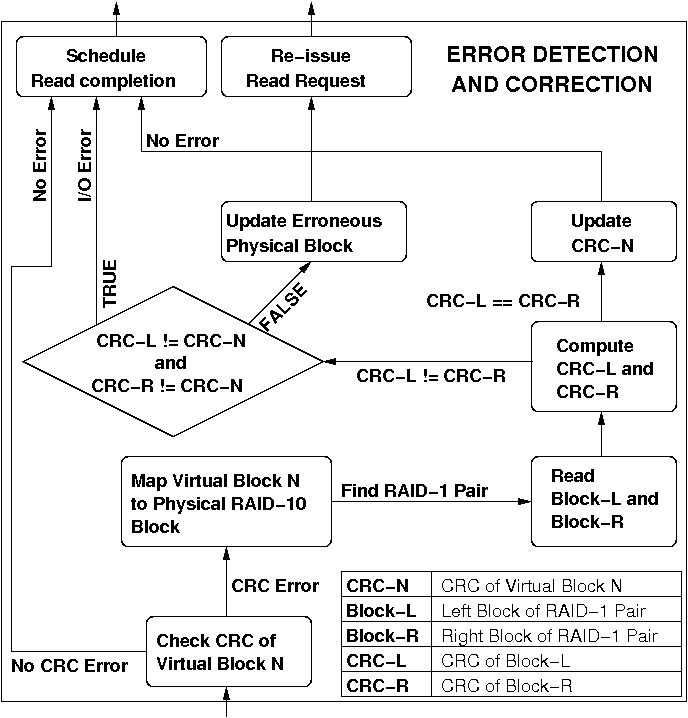 Schedule
Read completion
Re-issue
Read Request
ERROR DETECTION
AND CORRECTION
No Error
I/O Error
No Error
Update Erroneous
Physical Block
Update
CRC-N
TRUE
FALSE
CRC-L == CRC-R
CRC-L != CRC-N
and
CRC-R != CRC-N
CRC-L != CRC-R
Compute
CRC-L and
CRC-R
Map Virtual Block N
to Physical RAID-10
Block
Find RAID-1 Pair
Read
Block-L and
Block-R
CRC Error
No CRC Error
Check CRC of
Virtual Block N
CRC-N CRC of Virtual Block N
Block-L Left Block of RAID-1 Pair
Block-R Right Block of RAID-1 Pair
CRC-L CRC of Block-L
CRC-R CRC of Block-R